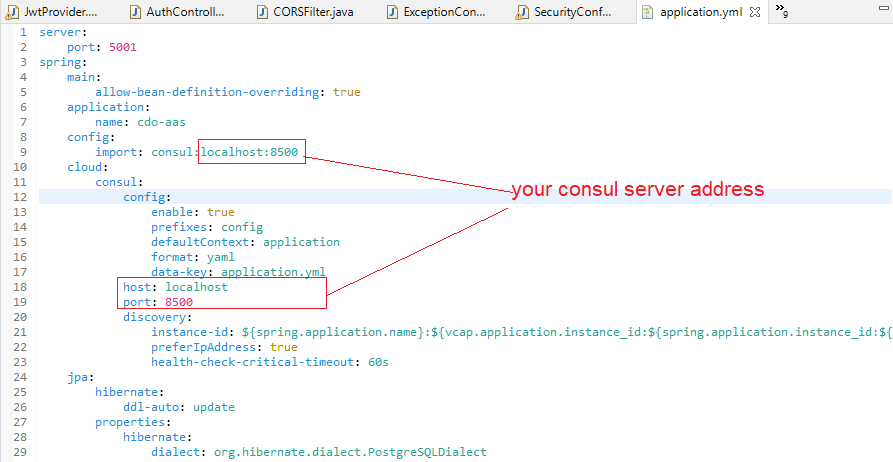 JwtProvider.... AuthControll... CORSFilter.java ExceptionCon... SecurityConf... application.yml »9
1 server:
2     port: 5001
3 spring:
4     main:
5         allow-bean-definition-overriding: true
6     application:
7         name: cdo-aas
8     config:
9         import: consul:localhost:8500
10     cloud:
11         consul:
your consul server address
12             config:
13                 enable: true
14                 prefixes: config
15                 defaultContext: application
16                 format: yaml
17                 data-key: application.yml
18             host: localhost
19             port: 8500
20             discovery:
21                 instance-id: ${spring.application.name}:${vcap.application.instance_id:${spring.application.instance_id:${
22                 preferIpAddress: true
23                 health-check-critical-timeout: 60s
24     jpa:
25         hibernate:
26             ddl-auto: update
27         properties:
28             hibernate:
29                 dialect: org.hibernate.dialect.PostgreSQLDialect